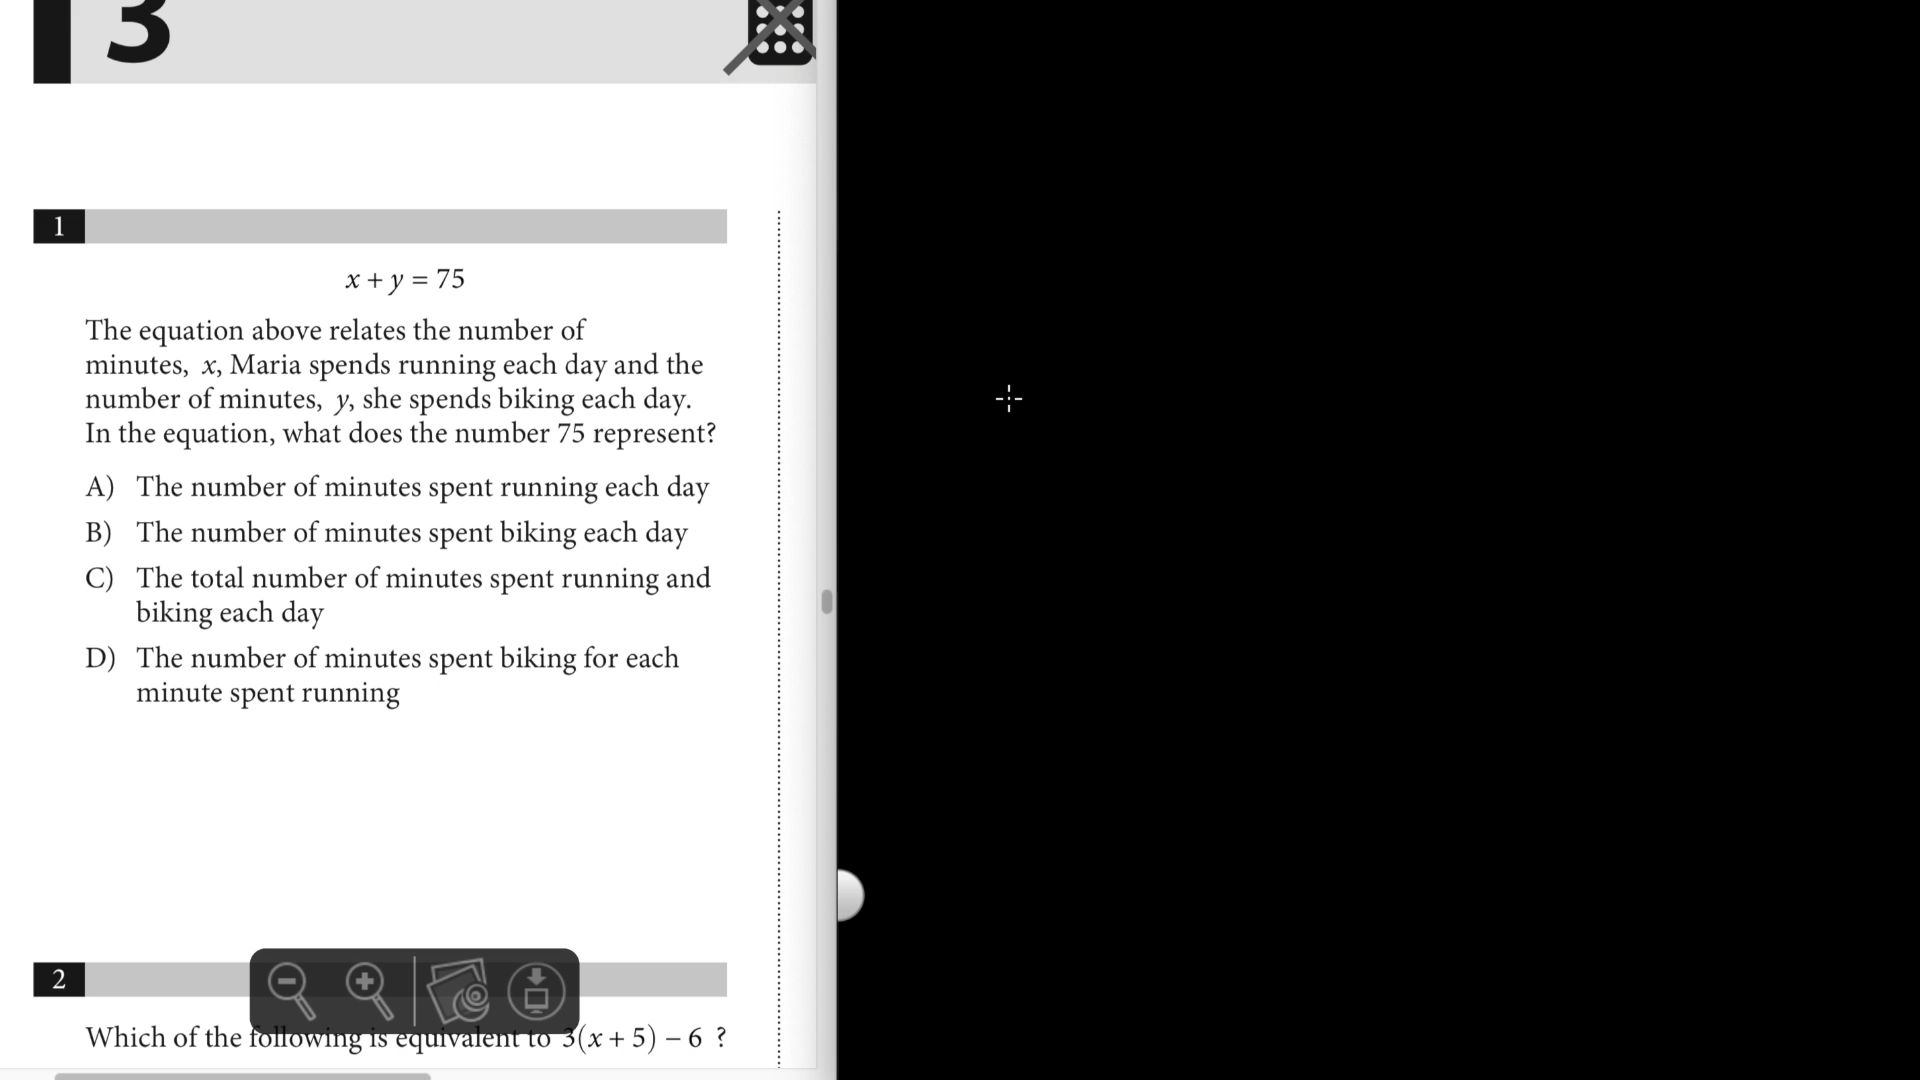 3
1
x + y = 75
The equation above relates the number of
minutes, x, Maria spends running each day and the
number of minutes, y, she spends biking each day.
In the equation, what does the number 75 represent?
A) The number of minutes spent running each day
B) The number of minutes spent biking each day
C) The total number of minutes spent running and
biking each day
D) The number of minutes spent biking for each
minute spent running
2
Which of the following is equivalent to 3(x + 5) − 6 ?